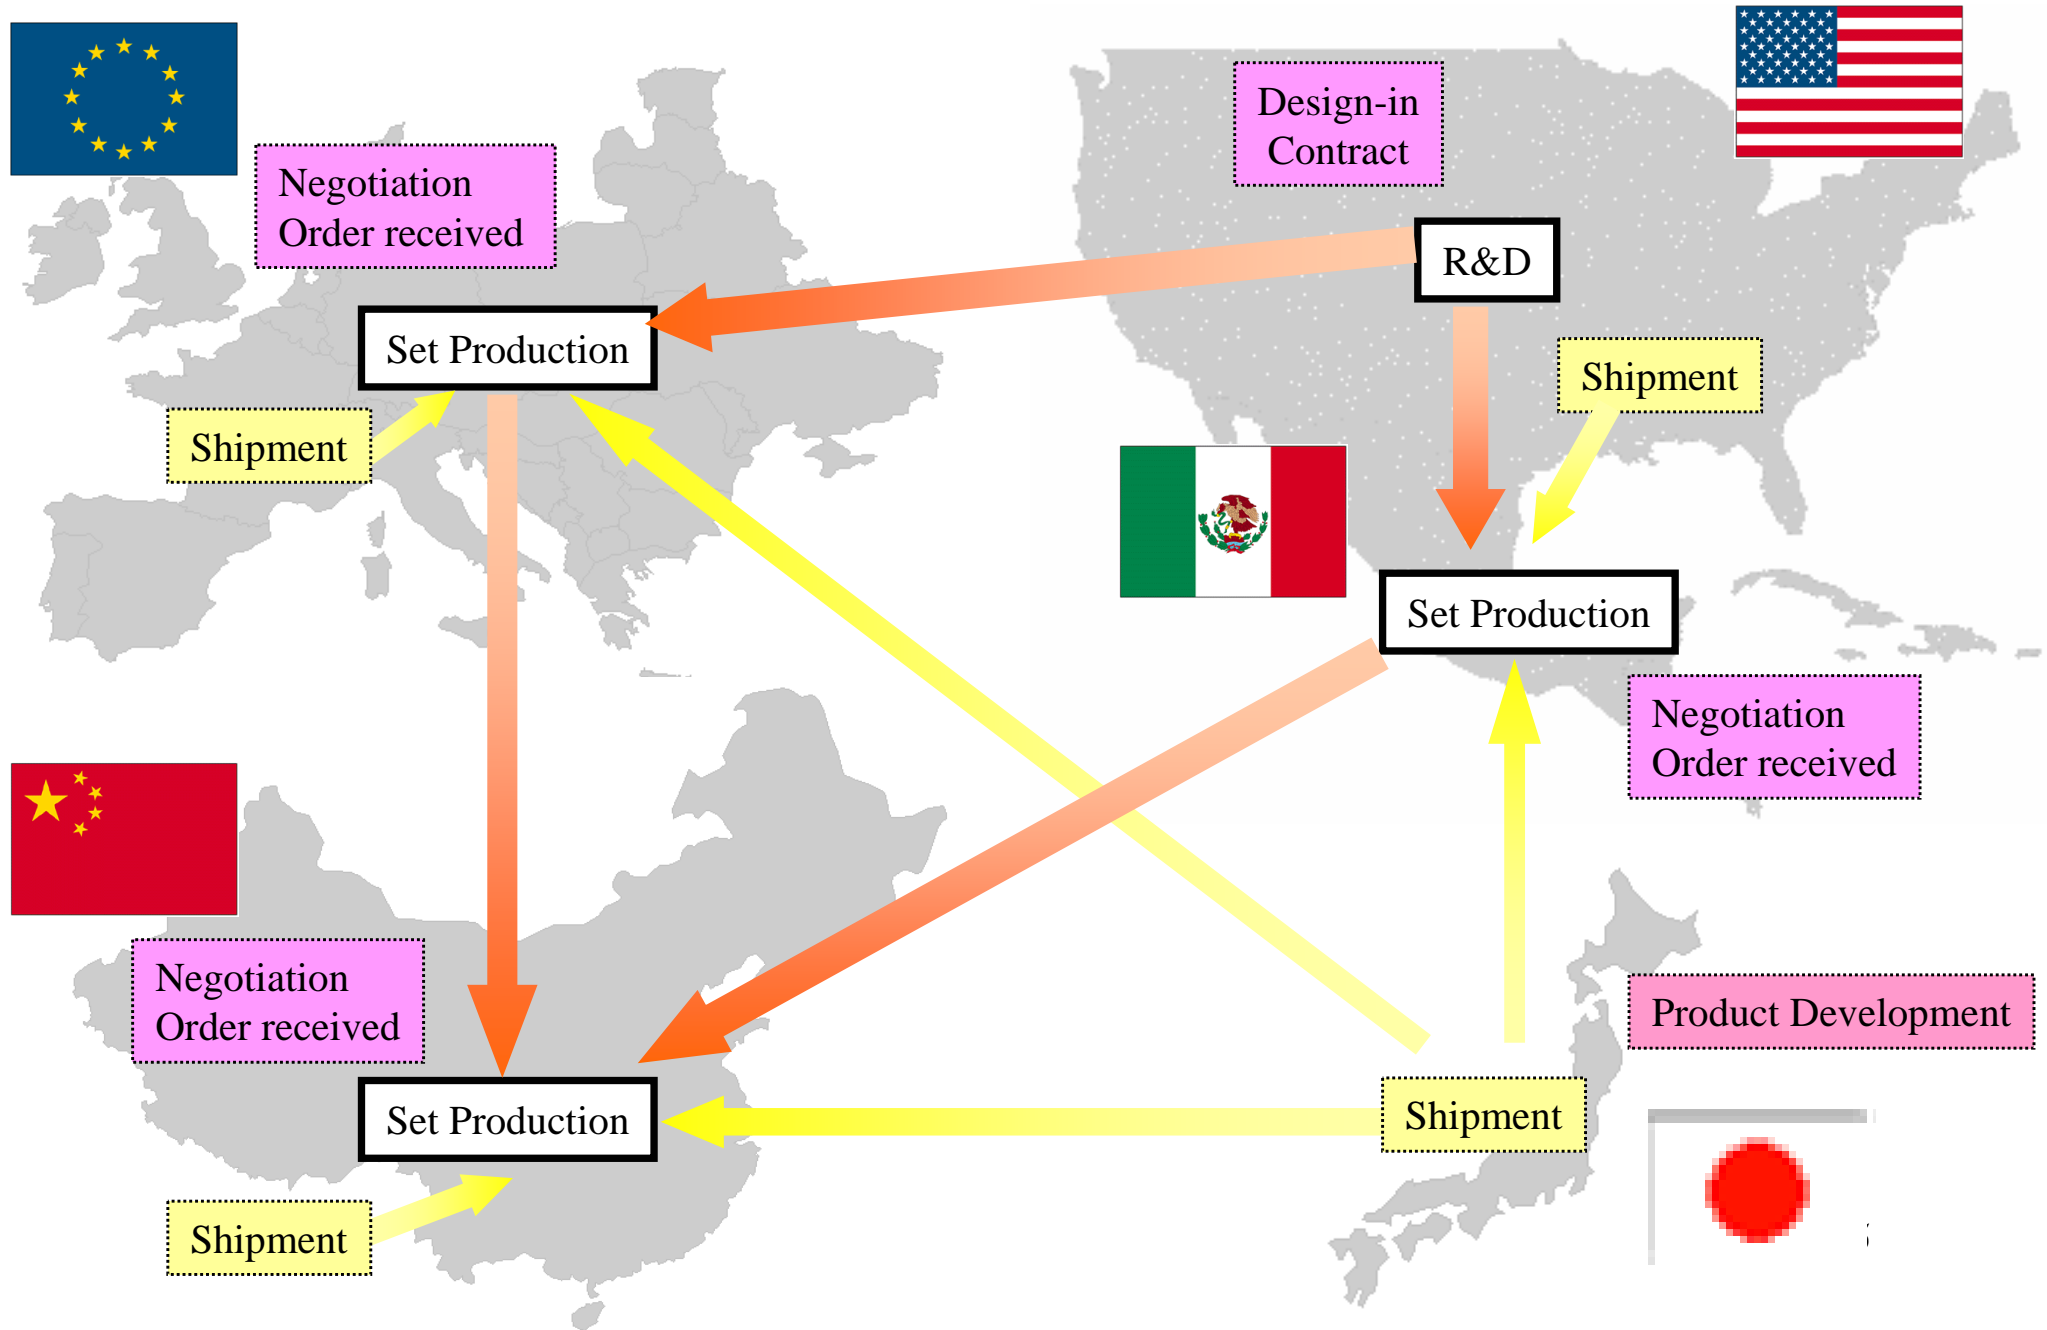 Negotiation
Order received
Set Production
Shipment
Design-in
Contract
R&D
Shipment
Set Production
Negotiation
Order received
Negotiation
Order received
Set Production
Shipment
Product Development
Shipment